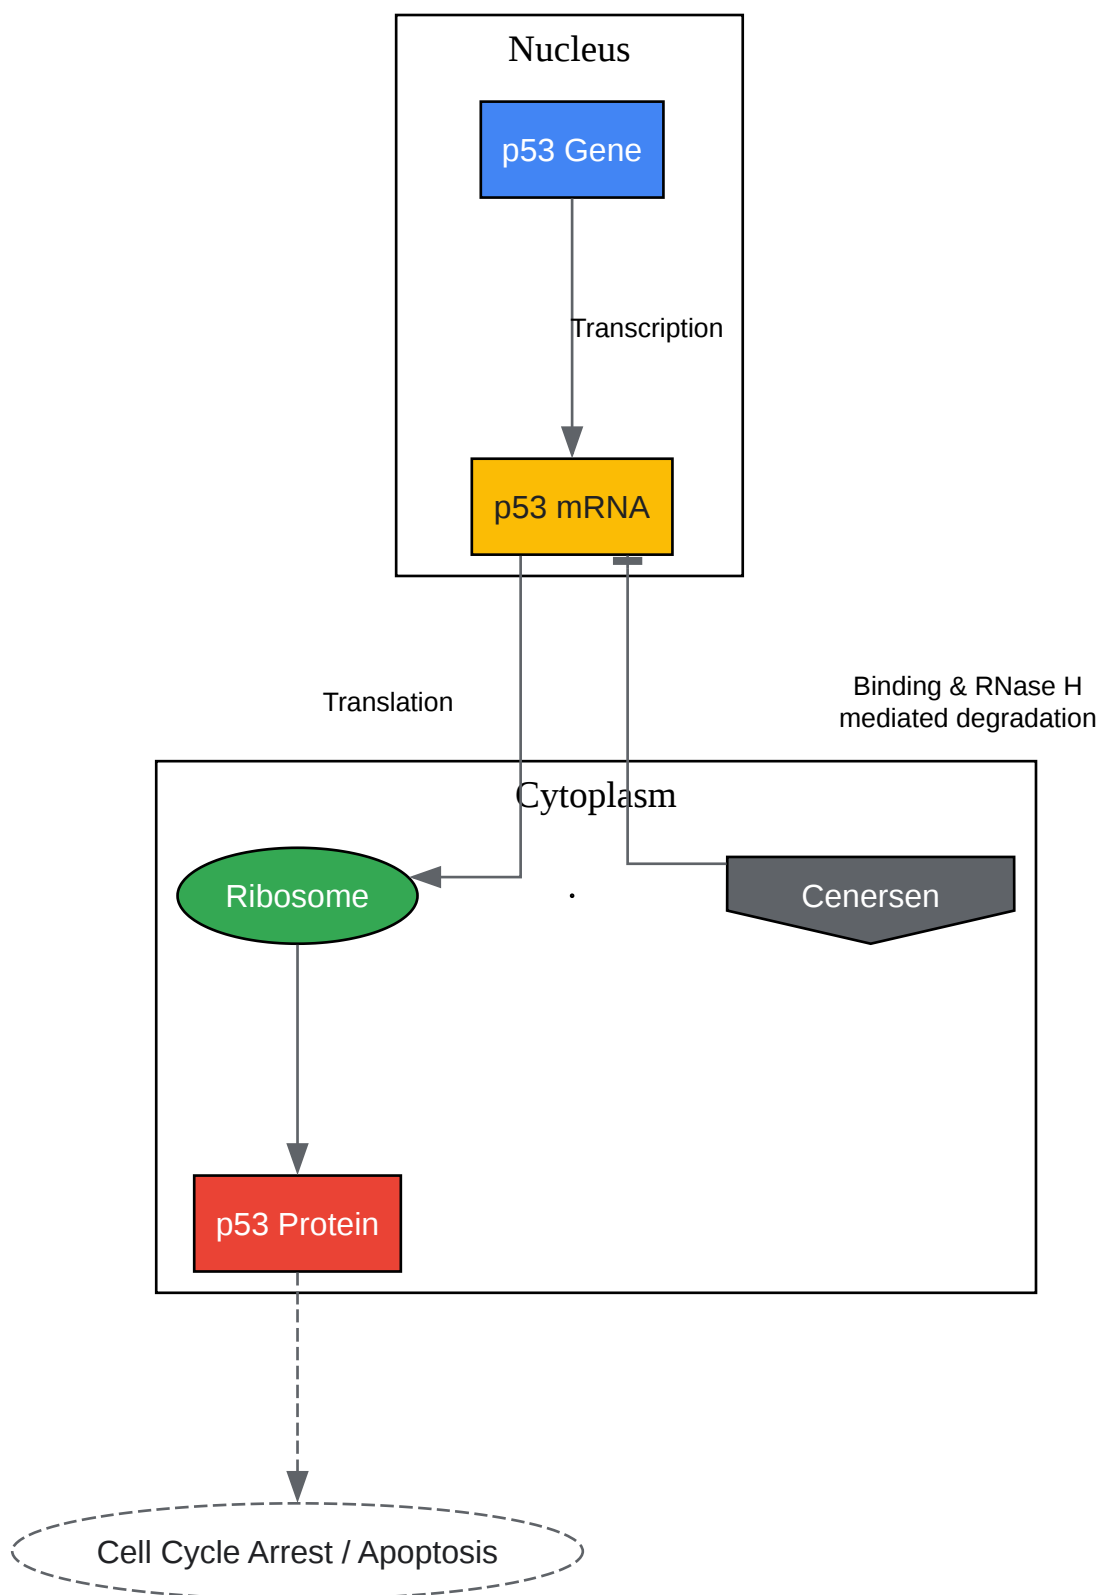 Nucleus
p53 Gene
Transcription
p53 mRNA
Translation
Binding & RNase H
mediated degradation
Cytoplasm
Ribosome
.
Cenersen
p53 Protein
Cell Cycle Arrest / Apoptosis